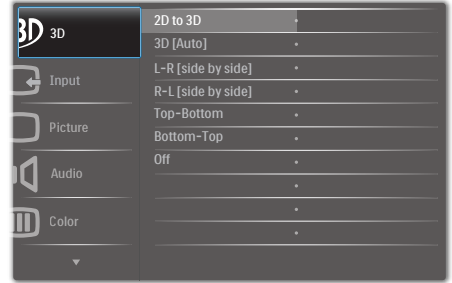 3D 3D
Input
Picture
Audio
Color
2D to 3D
3D [Auto]
L-R [side by side]
R-L [side by side]
Top-Bottom
Bottom-Top
Off